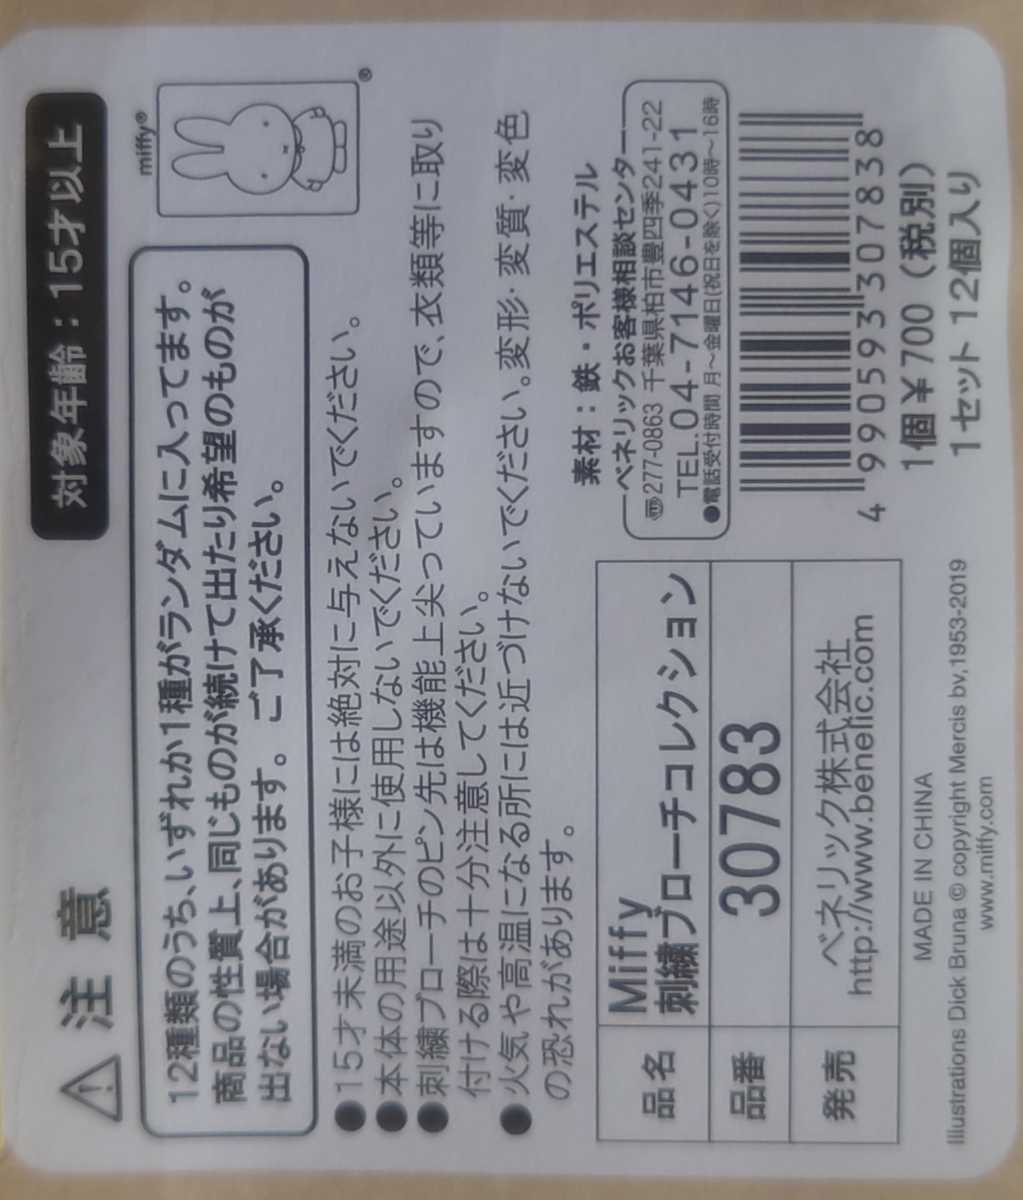 ⚠注意
対象年齢：15才以上
12種類のうち、いずれか1種がランダムに入ってます。
商品の性質上、同じものが続けて出たり希望のものが
出ない場合があります。ご了承ください。
miffy®
®
●15才未満のお子様には絶対に与えないでください。
●本体の用途以外に使用しないでください。
●刺繍ブローチのピン先は機能上尖っていますので、衣類等に取り
付ける際は十分注意してください。
●火気や高温になる所には近づけないでください。変形・変質・変色
の恐れがあります。
品名
Miffy
刺繍ブローチコレクション
品番
30783
発売
ベネリック株式会社
http://www.benelic.com
素材：鉄・ポリエステル
ベネリックお客様相談センター
〠277-0863 千葉県柏市豊四季241-22
TEL.04-7146-0431
●電話受付時間 月～金曜日(祝日を除く)10時～16時
4 990593 307838
1個￥700（税別）
1セット12個入り
MADE IN CHINA
Illustrations Dick Bruna © copyright Mercis bv,1953-2019
www.miffy.com